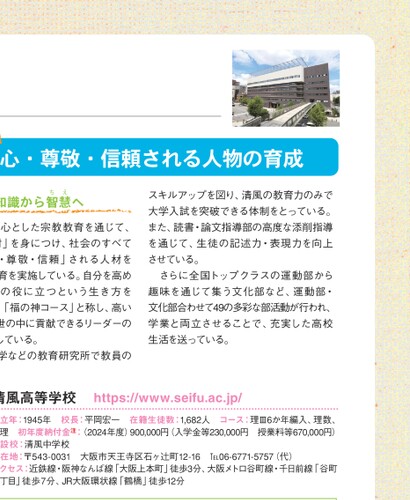 心・尊敬・信頼される人物の育成
知識から智慧へ
ちえ
心とした宗教教育を通じて、
」を身につけ、社会のすべて
・尊敬・信頼」される人材を
育を実施している。自分を高め
の役に立つという生き方を
「福の神コース」と称し、高い
世の中に貢献できるリーダーの
している。
学などの教育研究所で教員の
スキルアップを図り、清風の教育力のみで
大学入試を突破できる体制をとっている。
また、読書・論文指導部の高度な添削指導
を通じて、生徒の記述力・表現力を向上
させている。
さらに全国トップクラスの運動部から
趣味を通じて集う文化部など、運動部・
文化部合わせて49の多彩な部活動が行われ、
学業と両立させることで、充実した高校
生活を送っている。
清風高等学校 https://www.seifu.ac.jp/
立年：1945年 校長：平岡宏一 在籍生徒数：1,682人 コース：理Ⅲ6か年編入、理数、
理 初年度納付金：(2024年度) 900,000円（入学金等230,000円 授業料等670,000円）
設校：清風中学校
在地：〒543-0031 大阪市天王寺区石ヶ辻町12-16 TEL06-6771-5757（代）
クセス：近鉄線・阪神なんば線「大阪上本町」徒歩3分、大阪メトロ谷町線・千日前線「谷町
丁目」徒歩7分、JR大阪環状線「鶴橋」徒歩12分